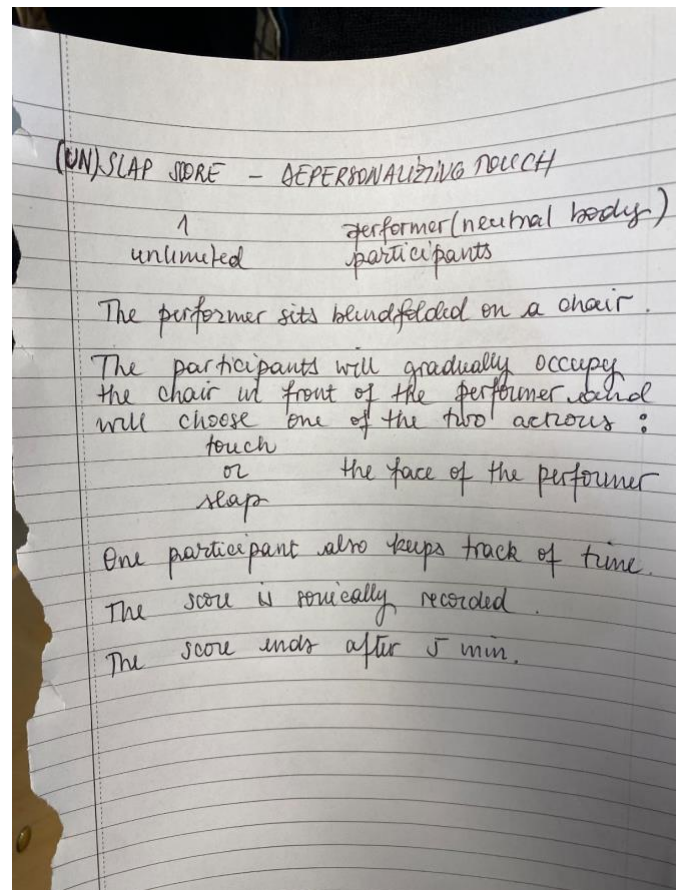 (UN)SLAP SCORE – DEPERSONALIZING TOUCH
1 performer (neutral body)
unlimited participants
The performer sits blindfolded on a chair.
The participants will gradually occupy
the chair in front of the performer and
will choose one of the two actions :
touch
or the face of the performer
slap
One participant also keeps track of time.
The score is sonically recorded.
The score ends after 5 min.